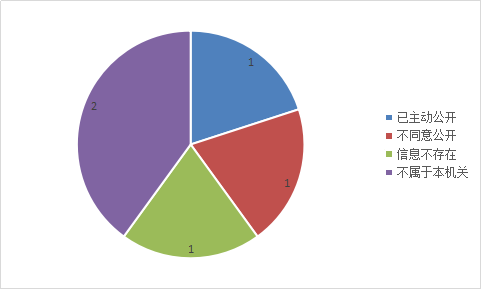 1
2
1
1
已主动公开
不同意公开
信息不存在
不属于本机关